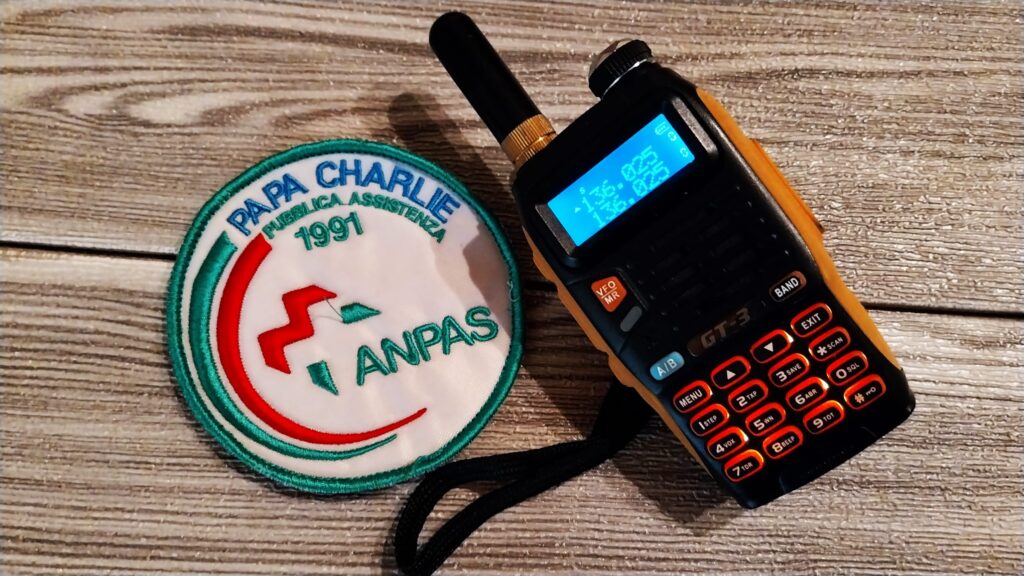 PAPA CHARLIE
PUBBLICA ASSISTENZA
1991
ANPAS
136.025
136.025
VFO
MR
BAND
GT-3
A/B
MENU
▲
▼
EXIT
1 STEP
2 TXP
3 SAVE
* SCAN
4 VOX
5 WN
6 ABR
0 SQL
7 TDR
8 BEEP
9 TOT
#